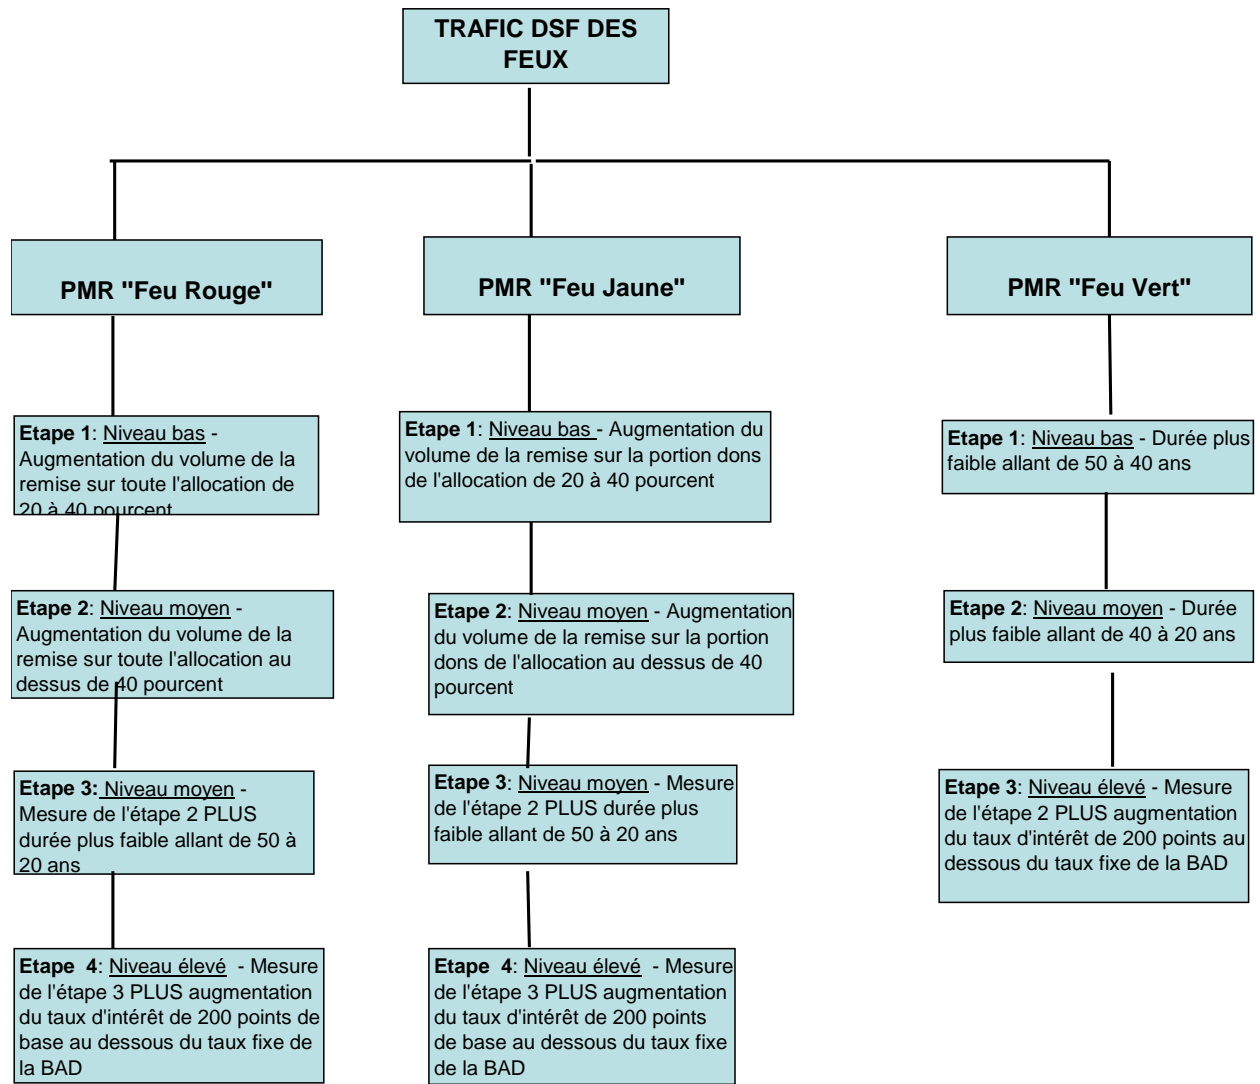 TRAFIC DSF DES
FEUX
PMR "Feu Rouge"
PMR "Feu Jaune"
PMR "Feu Vert"
Etape 1: Niveau bas -
Augmentation du volume de la
remise sur toute l'allocation de
20 à 40 pourcent
Etape 1: Niveau bas - Augmentation du
volume de la remise sur la portion dons
de l'allocation de 20 à 40 pourcent
Etape 1: Niveau bas - Durée plus
faible allant de 50 à 40 ans
Etape 2: Niveau moyen -
Augmentation du volume de la
remise sur toute l'allocation au
dessus de 40 pourcent
Etape 2: Niveau moyen - Augmentation
du volume de la remise sur la portion
dons de l'allocation au dessus de 40
pourcent
Etape 2: Niveau moyen - Durée
plus faible allant de 40 à 20 ans
Etape 3: Niveau moyen -
Mesure de l'étape 2 PLUS
durée plus faible allant de 50 à
20 ans
Etape 3: Niveau moyen - Mesure
de l'étape 2 PLUS durée plus
faible allant de 50 à 20 ans
Etape 3: Niveau élevé - Mesure
de l'étape 2 PLUS augmentation
du taux d'intérêt de 200 points au
dessous du taux fixe de la BAD
Etape 4: Niveau élevé - Mesure
de l'étape 3 PLUS augmentation
du taux d'intérêt de 200 points de
base au dessous du taux fixe de
la BAD
Etape 4: Niveau élevé - Mesure
de l'étape 3 PLUS augmentation
du taux d'intérêt de 200 points
de base au dessous du taux fixe
de la BAD